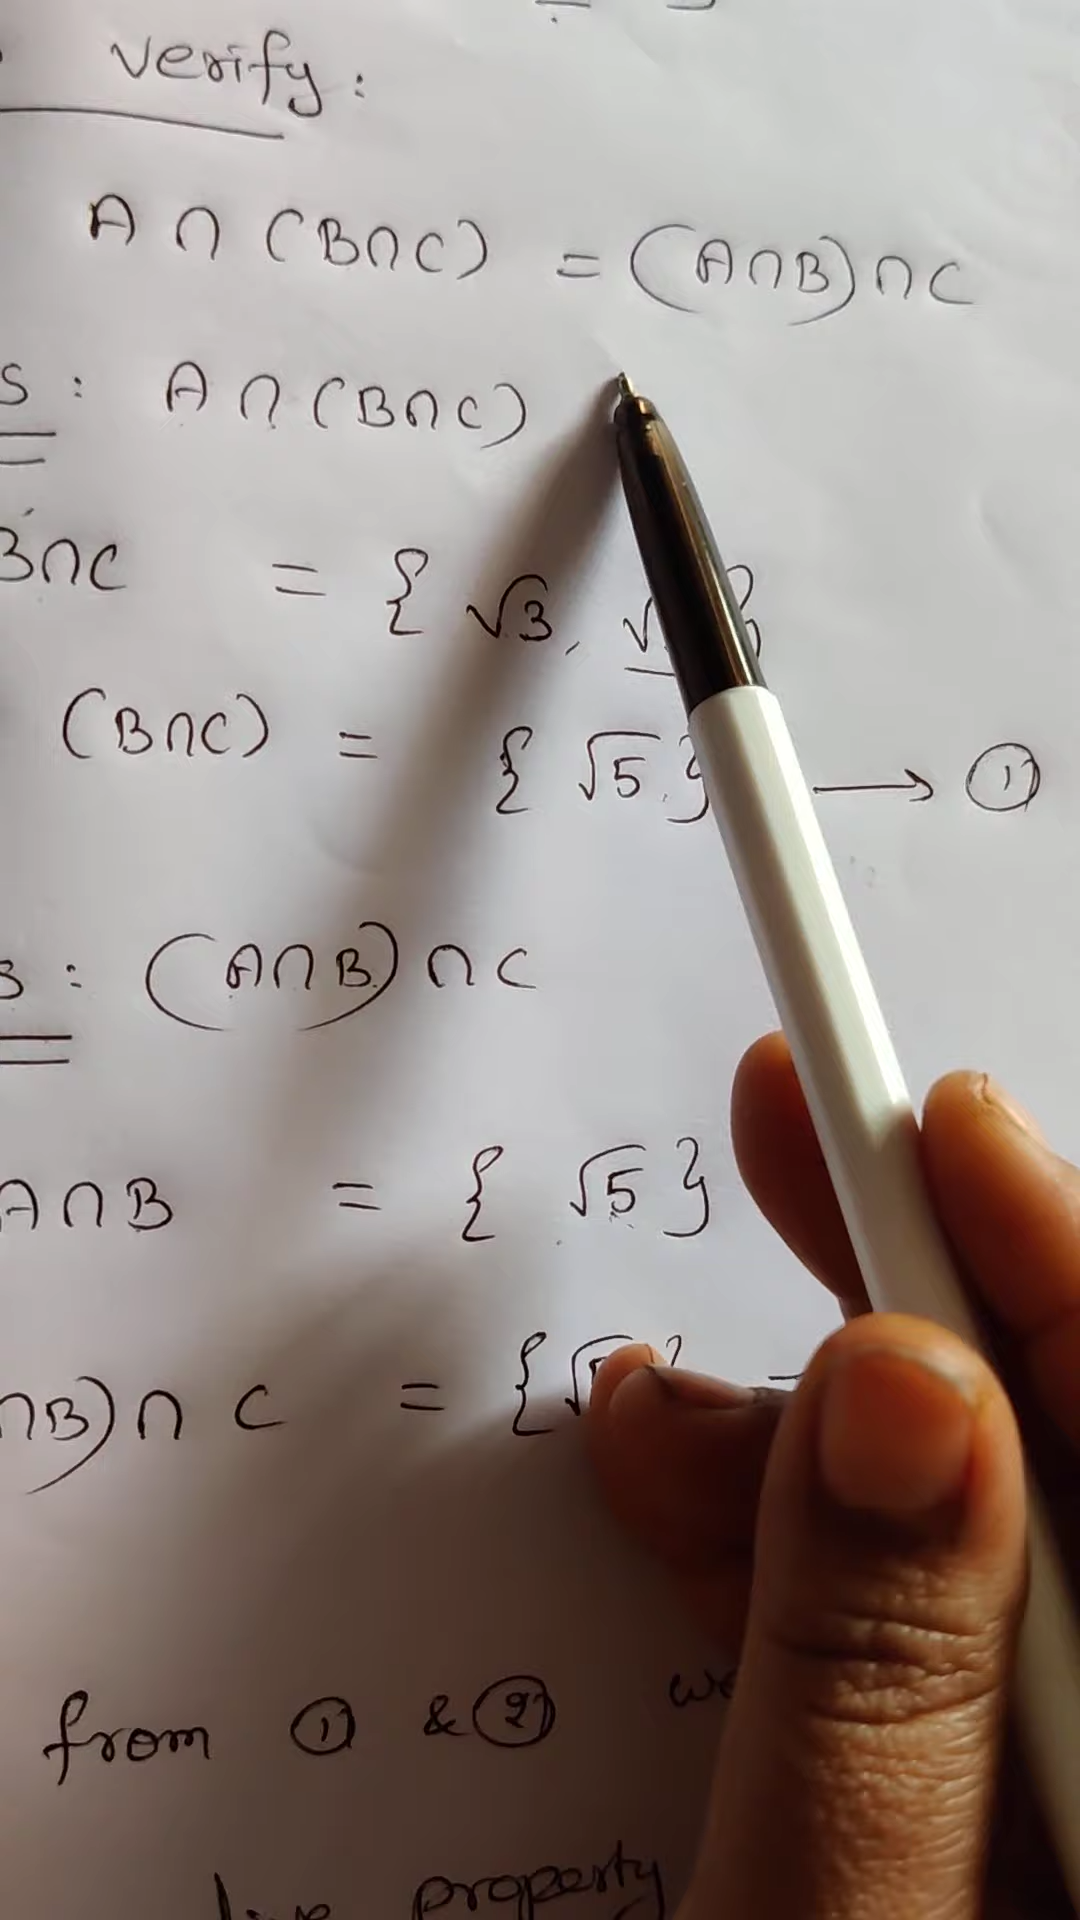 verify:
A ∩ (B∩C) = (A∩B) ∩ C
S : A ∩ (B∩C)
B∩C = { √3, √ }
(B∩C) = { √5 } → ①
S : (A∩B) ∩ C
A∩B = { √5 }
∩B) ∩ C = {√ }
from ① & ② we
property